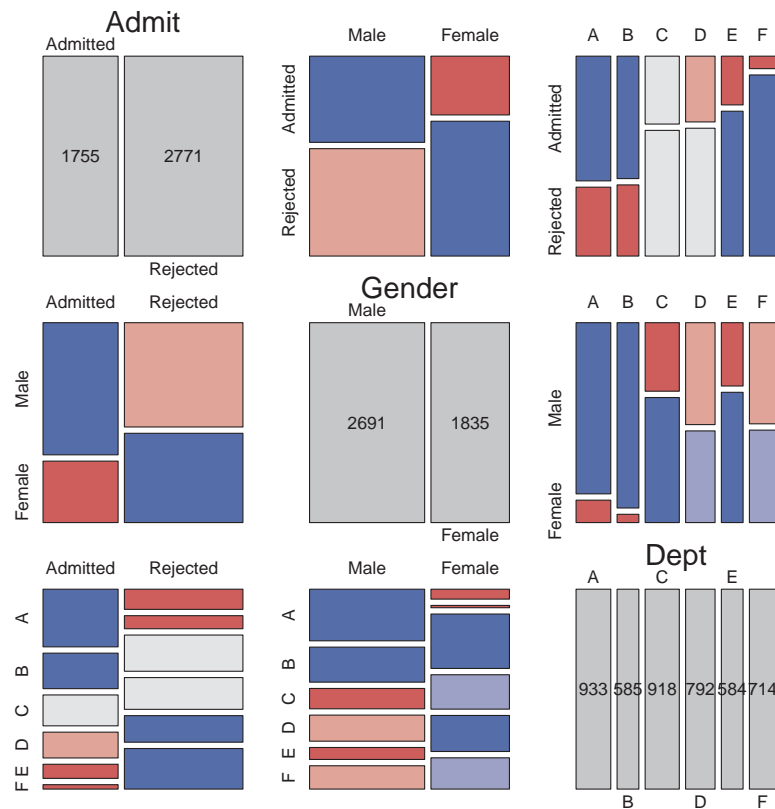 Admit
Admitted
1755 2771
Rejected
Male Female
Admitted
Rejected
A B C D E F
Admitted
Rejected
Admitted Rejected
Male
Female
Gender
Male
2691 1835
Female
A B C D E F
Male
Female
Admitted Rejected
A
B
C
D
E
F
Male Female
A
B
C
D
E
F
Dept
A C E
933 585 918 792 584 714
B D F